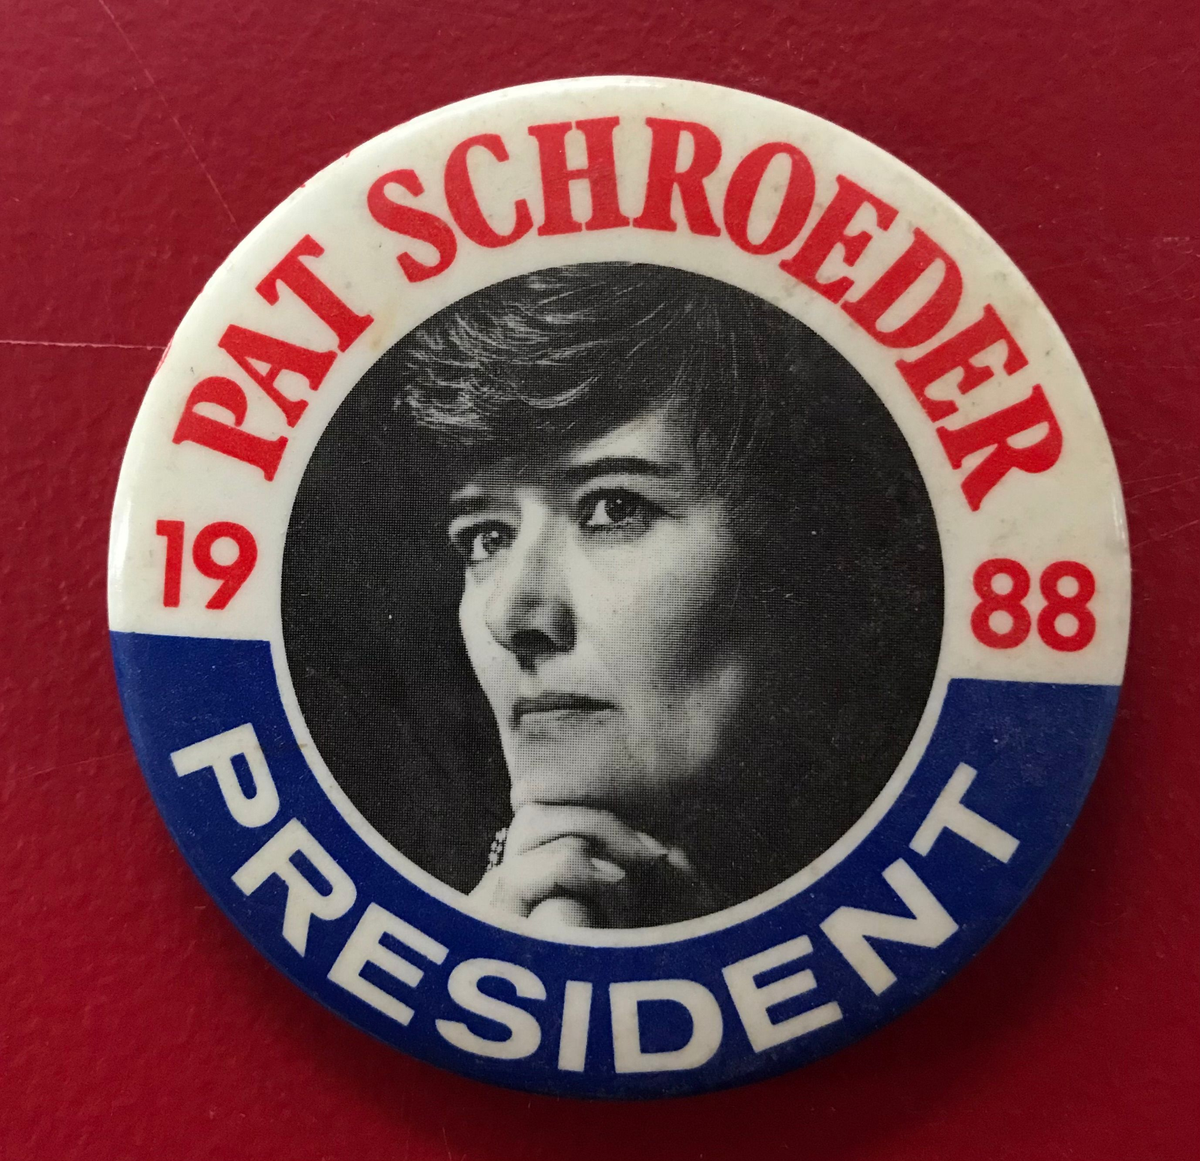 PAT SCHROEDER
19 88
PRESIDENT